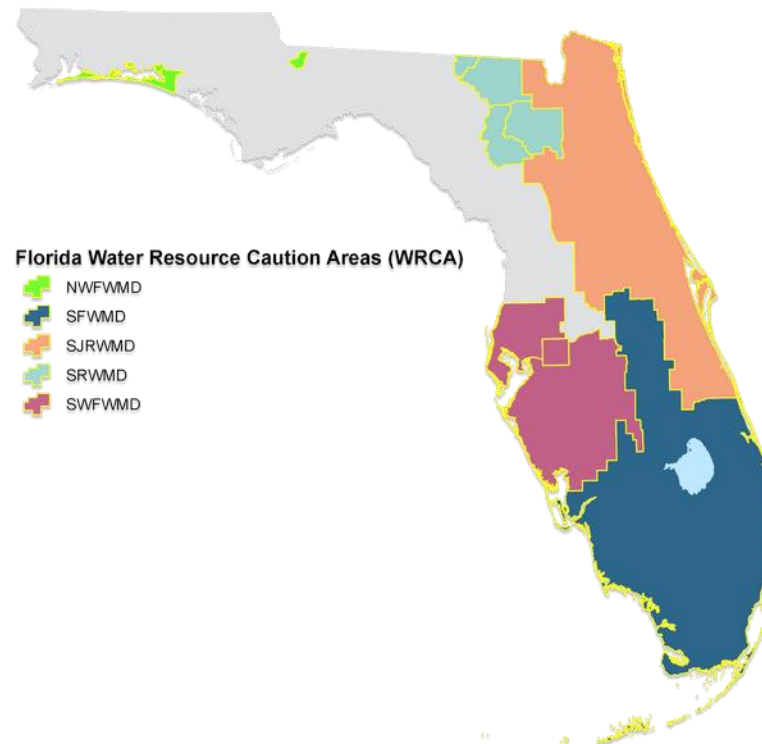 Florida Water Resource Caution Areas (WRCA)
NWFWMD
SFWMD
SJRWMD
SRWMD
SWFWMD